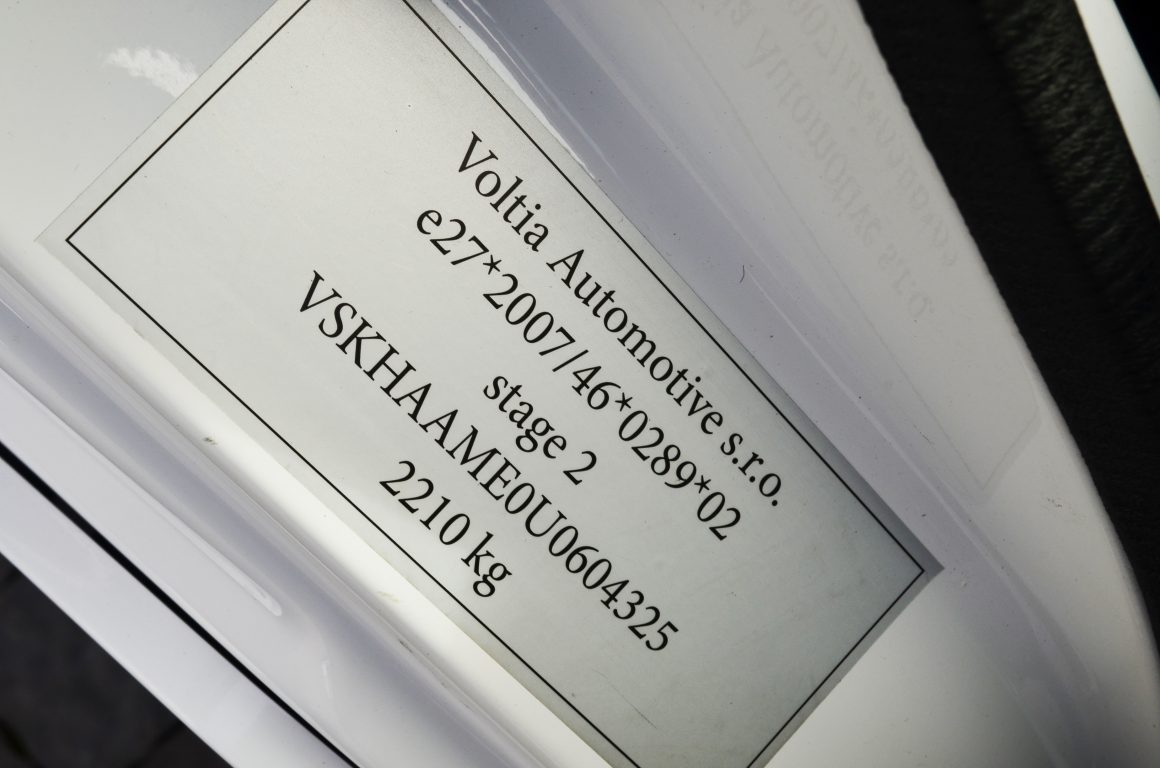 Voltia Automotive s.r.o.
e27*2007/46*0289*02
stage 2
VSKHAAME0U0604325
2210 kg